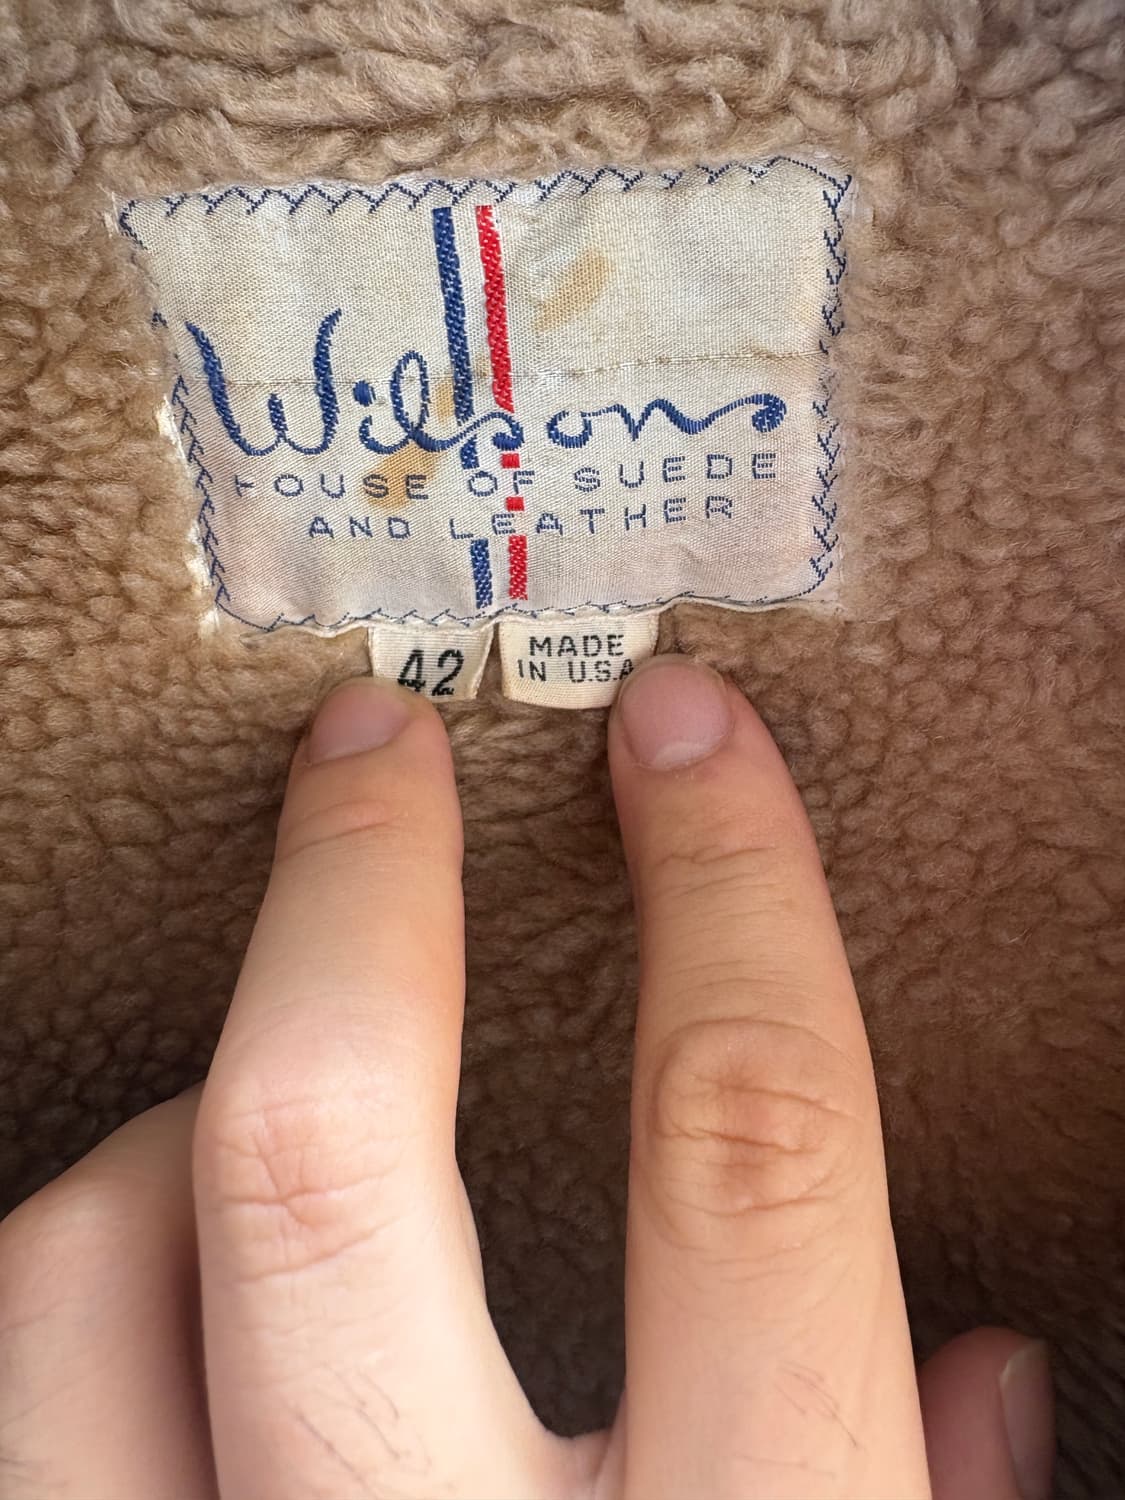 Wilsons
HOUSE OF SUEDE
AND LEATHER
42
MADE
IN U.S.A